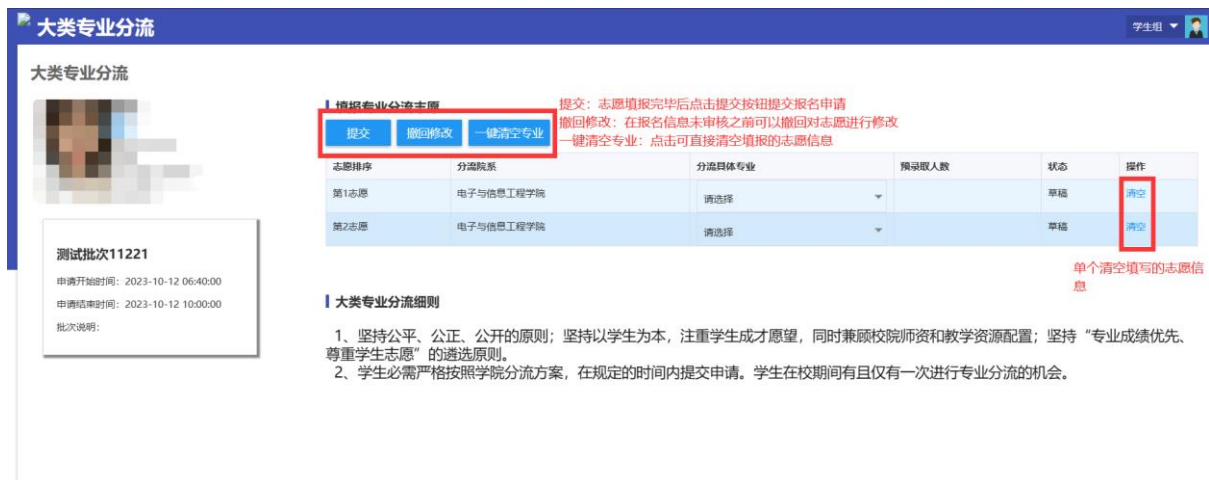 大类专业分流
学生组
大类专业分流
填报专业分流志愿
提交：志愿填报完毕后点击提交按钮提交报名申请
撤回修改：在报名信息未审核之前可以撤回对志愿进行修改
一键清空专业：点击可直接清空填报的志愿信息
提交 撤回修改 一键清空专业
志愿排序 分流院系 分流具体专业 预录取人数 状态 操作
第1志愿 电子与信息工程学院 请选择 草稿 清空
第2志愿 电子与信息工程学院 请选择 草稿 清空
单个清空填写的志愿信
息
测试批次11221
申请开始时间：2023-10-12 06:40:00
申请结束时间：2023-10-12 10:00:00
批次说明：
大类专业分流细则
1、坚持公平、公正、公开的原则；坚持以学生为本，注重学生成才愿望，同时兼顾校院师资和教学资源配置；坚持“专业成绩优先、
尊重学生志愿”的遴选原则。
2、学生必需严格按照学院分流方案，在规定的时间内提交申请。学生在校期间有且仅有一次进行专业分流的机会。